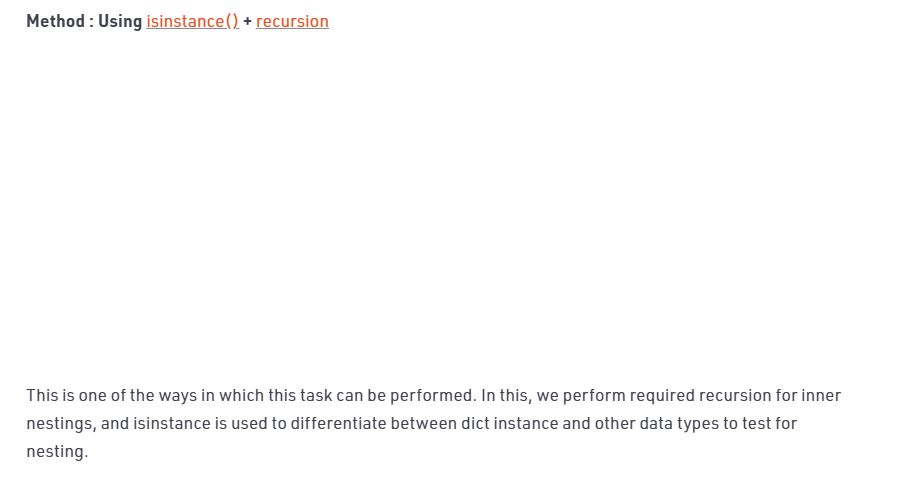 Method : Using isinstance() + recursion
This is one of the ways in which this task can be performed. In this, we perform required recursion for inner
nestings, and isinstance is used to differentiate between dict instance and other data types to test for
nesting.